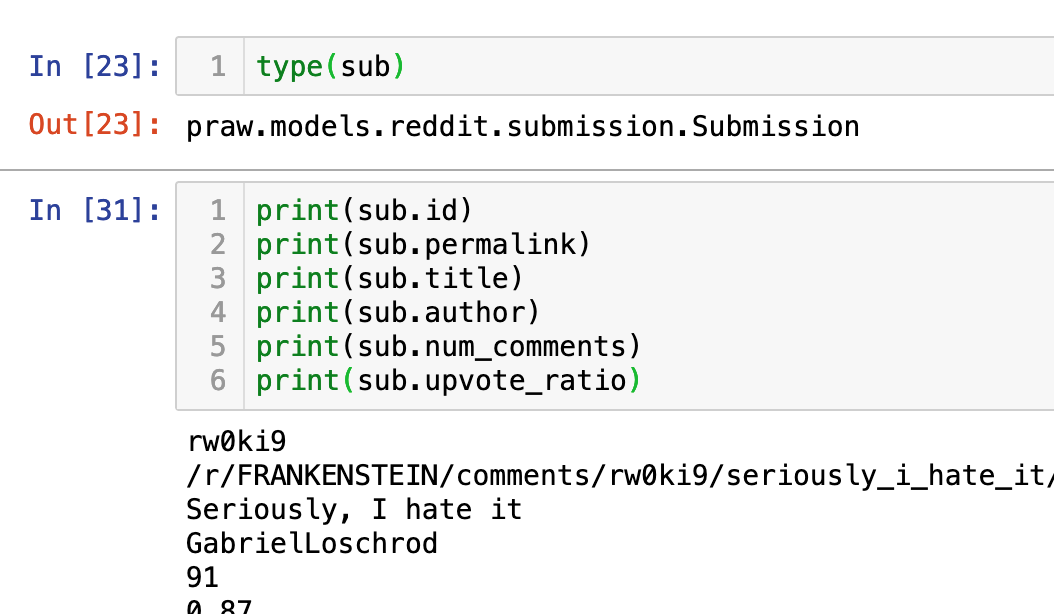 In [23]: 1 type(sub)
Out[23]: praw.models.reddit.submission.Submission
In [31]: 1 print(sub.id)
2 print(sub.permalink)
3 print(sub.title)
4 print(sub.author)
5 print(sub.num_comments)
6 print(sub.upvote_ratio)
rw0ki9
/r/FRANKENSTEIN/comments/rw0ki9/seriously_i_hate_it/
Seriously, I hate it
GabrielLoschrod
91
0.87